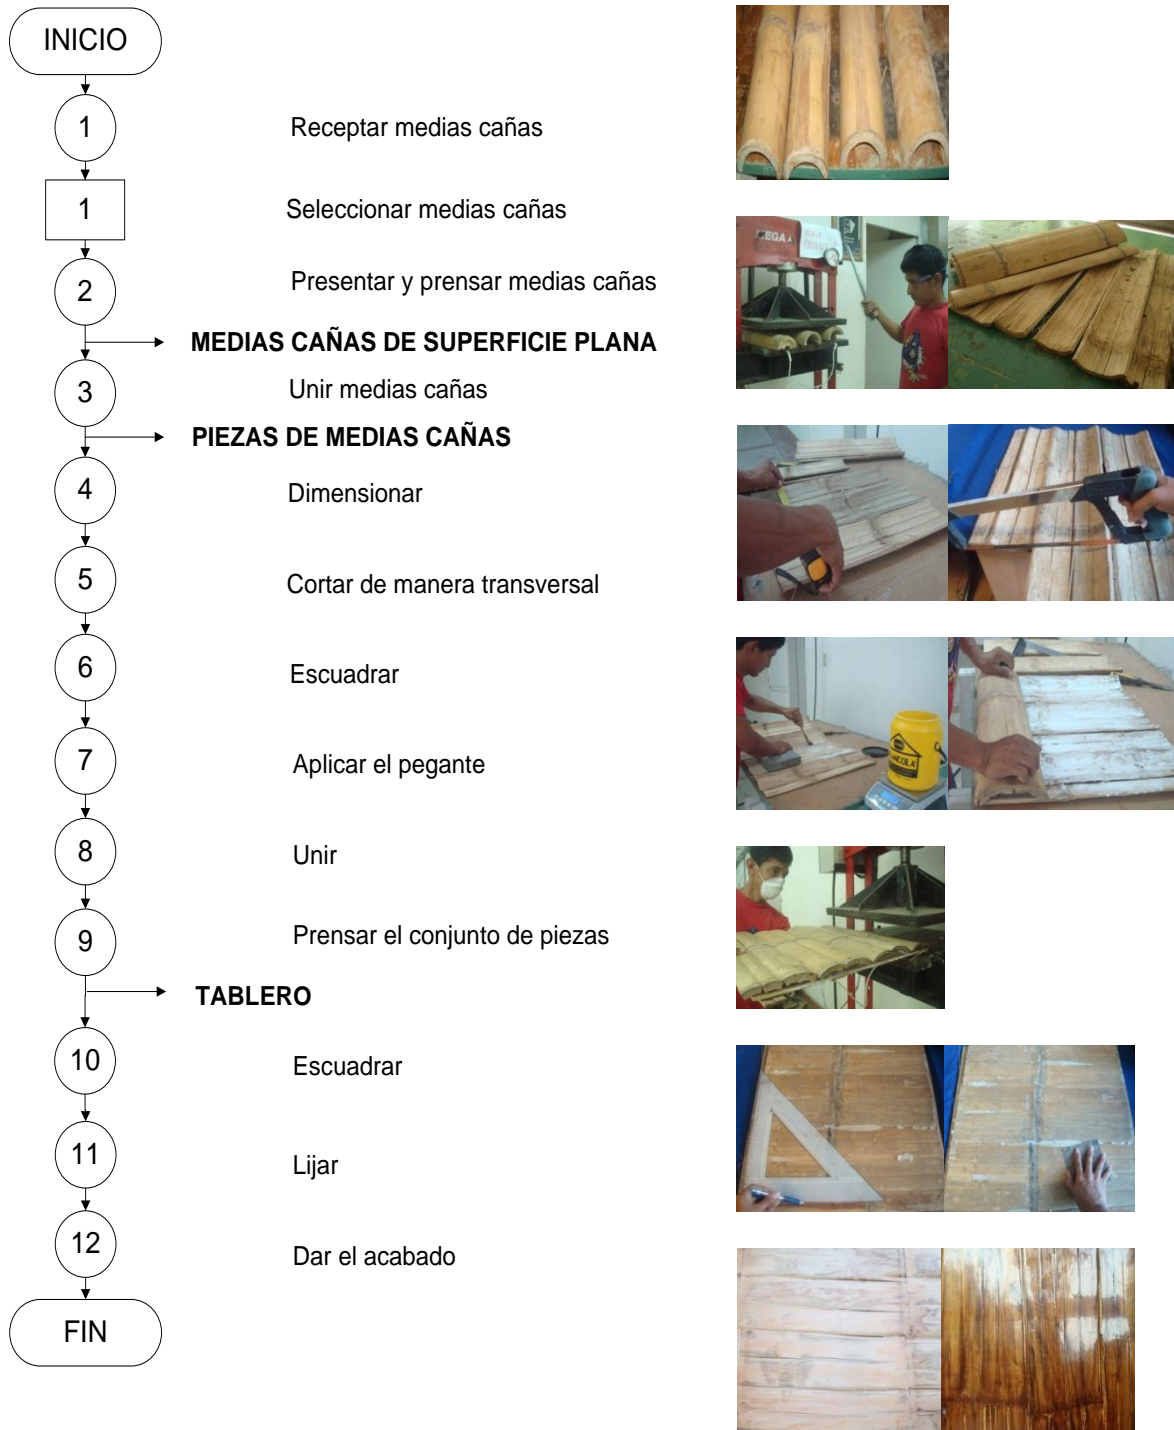 INICIO
1
Receptar medias cañas
1
Seleccionar medias cañas
2
Presentar y prensar medias cañas
MEDIAS CAÑAS DE SUPERFICIE PLANA
3
Unir medias cañas
PIEZAS DE MEDIAS CAÑAS
4
Dimensionar
5
Cortar de manera transversal
6
Escuadrar
7
Aplicar el pegante
8
Unir
9
Prensar el conjunto de piezas
TABLERO
10
Escuadrar
11
Lijar
12
Dar el acabado
FIN